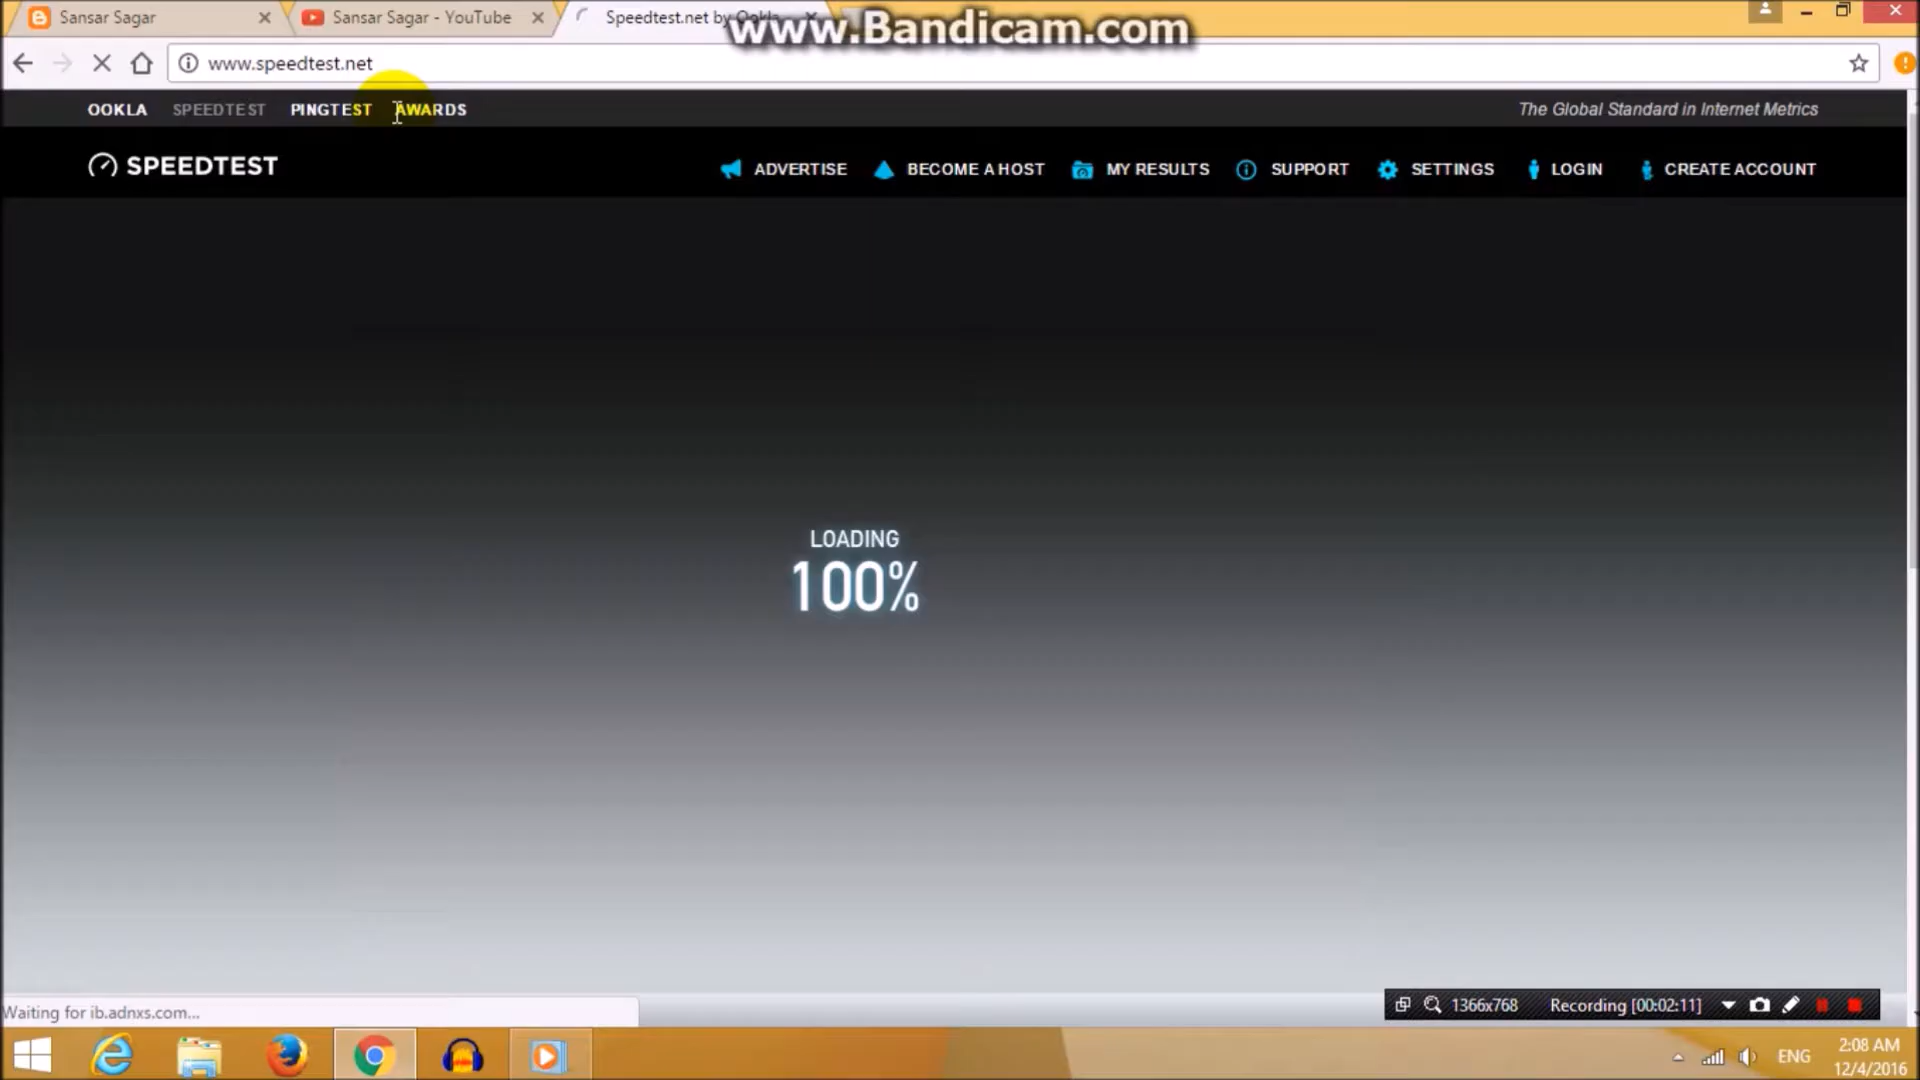 Sansar Sagar
Sansar Sagar - YouTube
Speedtest.net by Ookla
www.Bandicam.com
www.speedtest.net
OOKLA SPEEDTEST PINGTEST AWARDS
The Global Standard in Internet Metrics
SPEEDTEST
ADVERTISE BECOME A HOST MY RESULTS SUPPORT SETTINGS LOGIN CREATE ACCOUNT
LOADING
100%
Waiting for ib.adnxs.com...
1366x768 Recording [00:02:11]
ENG
2:08 AM
12/4/2016